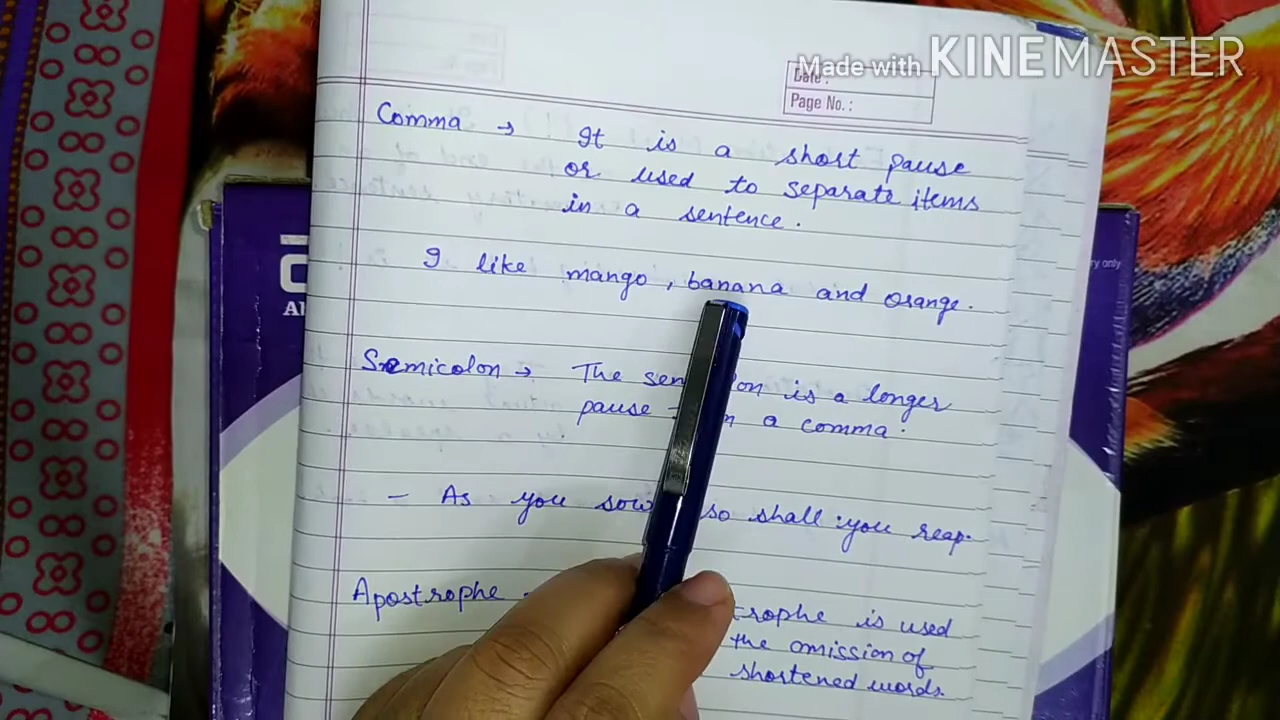 Made with KINEMASTER
Date :
Page No. :
Comma → It is a short pause
or used to separate items
in a sentence.
I like mango, banana and orange.
Semicolon → The is a longer
pause a comma.
- As you sow so shall you reap.
Apostrophe is used
the omission of
shortened words.